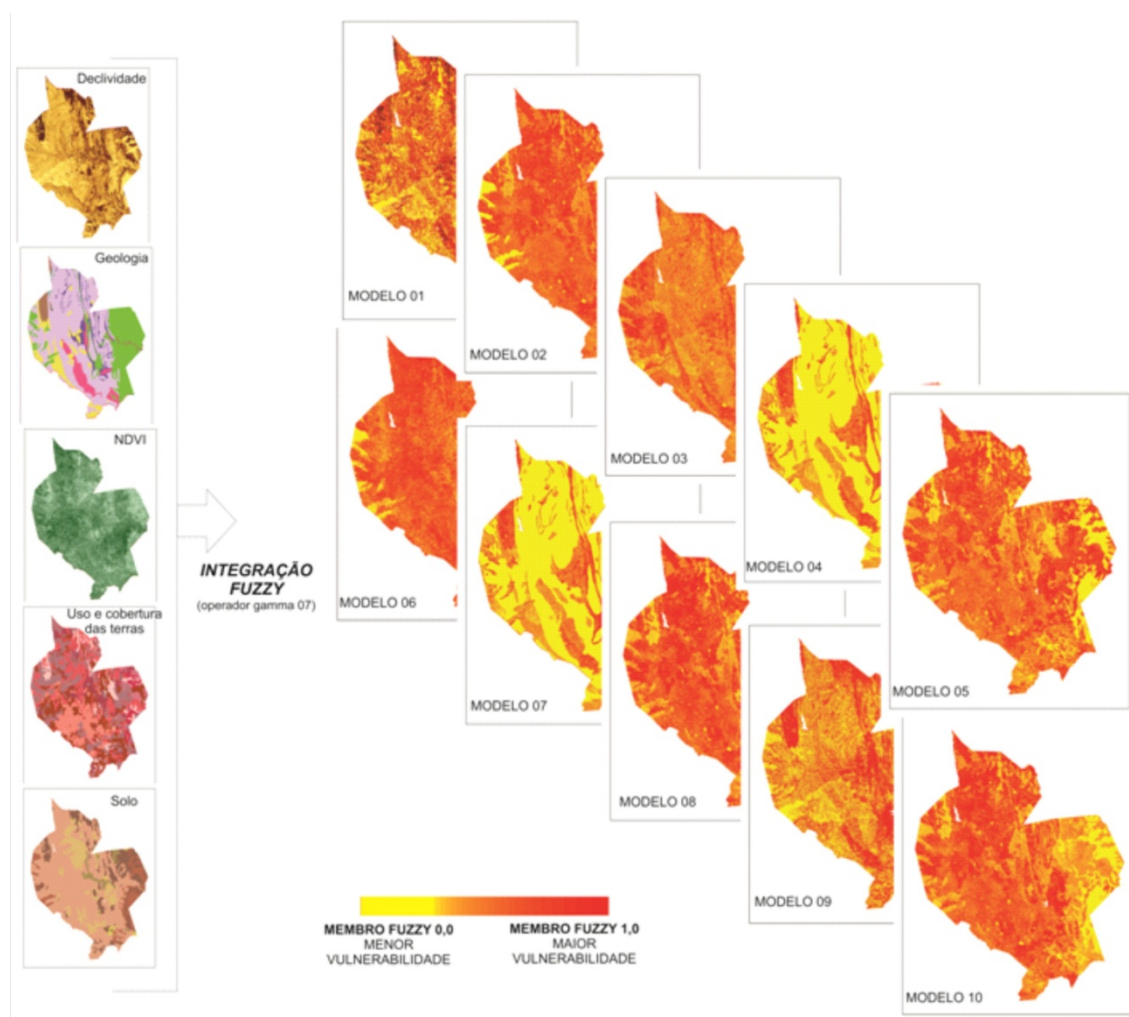 Declividade
Geologia
NDVI
Uso e cobertura
das terras
Solo
INTEGRAÇÃO
FUZZY
(operador gamma 07)
MODELO 01
MODELO 02
MODELO 03
MODELO 04
MODELO 05
MODELO 06
MODELO 07
MODELO 08
MODELO 09
MODELO 10
MEMBRO FUZZY 0,0
MENOR
VULNERABILIDADE
MEMBRO FUZZY 1,0
MAIOR
VULNERABILIDADE